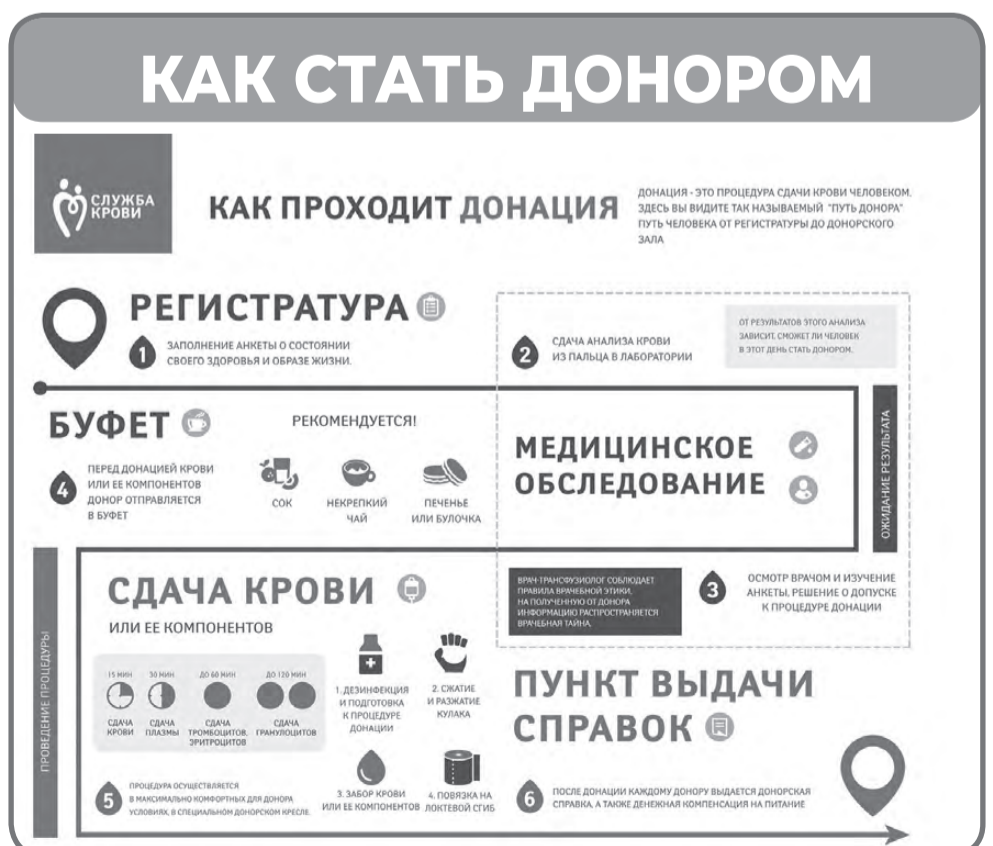 КАК СТАТЬ ДОНОРОМ
СЛУЖБА
КРОВИ
КАК ПРОХОДИТ ДОНАЦИЯ
ДОНАЦИЯ - ЭТО ПРОЦЕДУРА СДАЧИ КРОВИ ЧЕЛОВЕКОМ.
ЗДЕСЬ ВЫ ВИДИТЕ ТАК НАЗЫВАЕМЫЙ "ПУТЬ ДОНОРА"
ПУТЬ ЧЕЛОВЕКА ОТ РЕГИСТРАТУРЫ ДО ДОНОРСКОГО
ЗАЛА
РЕГИСТРАТУРА
1
ЗАПОЛНЕНИЕ АНКЕТЫ О СОСТОЯНИИ
СВОЕГО ЗДОРОВЬЯ И ОБРАЗЕ ЖИЗНИ.
2
СДАЧА АНАЛИЗА КРОВИ
ИЗ ПАЛЬЦА В ЛАБОРАТОРИИ
ОТ РЕЗУЛЬТАТОВ ЭТОГО АНАЛИЗА
ЗАВИСИТ, СМОЖЕТ ЛИ ЧЕЛОВЕК
В ЭТОТ ДЕНЬ СТАТЬ ДОНОРОМ.
МЕДИЦИНСКОЕ
ОБСЛЕДОВАНИЕ
ОЖИДАНИЕ РЕЗУЛЬТАТА
ВРАЧ-ТРАНСФУЗИОЛОГ СОБЛЮДАЕТ
ПРАВИЛА ВРАЧЕБНОЙ ЭТИКИ,
НА ПОЛУЧЕННУЮ ОТ ДОНОРА
ИНФОРМАЦИЮ РАСПРОСТРАНЯЕТСЯ
ВРАЧЕБНАЯ ТАЙНА.
3
ОСМОТР ВРАЧОМ И ИЗУЧЕНИЕ
АНКЕТЫ, РЕШЕНИЕ О ДОПУСКЕ
К ПРОЦЕДУРЕ ДОНАЦИИ
БУФЕТ
4
ПЕРЕД ДОНАЦИЕЙ КРОВИ
ИЛИ ЕЕ КОМПОНЕНТОВ
ДОНОР ОТПРАВЛЯЕТСЯ
В БУФЕТ
РЕКОМЕНДУЕТСЯ!
СОК
НЕКРЕПКИЙ
ЧАЙ
ПЕЧЕНЬЕ
ИЛИ БУЛОЧКА
ПРОВЕДЕНИЕ ПРОЦЕДУРЫ
СДАЧА КРОВИ
ИЛИ ЕЕ КОМПОНЕНТОВ
15 МИН
СДАЧА
КРОВИ
30 МИН
СДАЧА
ПЛАЗМЫ
ДО 60 МИН
СДАЧА
ТРОМБОЦИТОВ,
ЭРИТРОЦИТОВ
ДО 120 МИН
СДАЧА
ГРАНУЛОЦИТОВ
1. ДЕЗИНФЕКЦИЯ
И ПОДГОТОВКА
К ПРОЦЕДУРЕ
ДОНАЦИИ
2. СЖАТИЕ
И РАЗЖАТИЕ
КУЛАКА
3. ЗАБОР КРОВИ
ИЛИ ЕЕ КОМПОНЕНТОВ
4. ПОВЯЗКА НА
ЛОКТЕВОЙ СГИБ
5
ПРОЦЕДУРА ОСУЩЕСТВЛЯЕТСЯ
В МАКСИМАЛЬНО КОМФОРТНЫХ ДЛЯ ДОНОРА
УСЛОВИЯХ, В СПЕЦИАЛЬНОМ ДОНОРСКОМ КРЕСЛЕ.
ПУНКТ ВЫДАЧИ
СПРАВОК
6
ПОСЛЕ ДОНАЦИИ КАЖДОМУ ДОНОРУ ВЫДАЕТСЯ ДОНОРСКАЯ
СПРАВКА, А ТАКЖЕ ДЕНЕЖНАЯ КОМПЕНСАЦИЯ НА ПИТАНИЕ